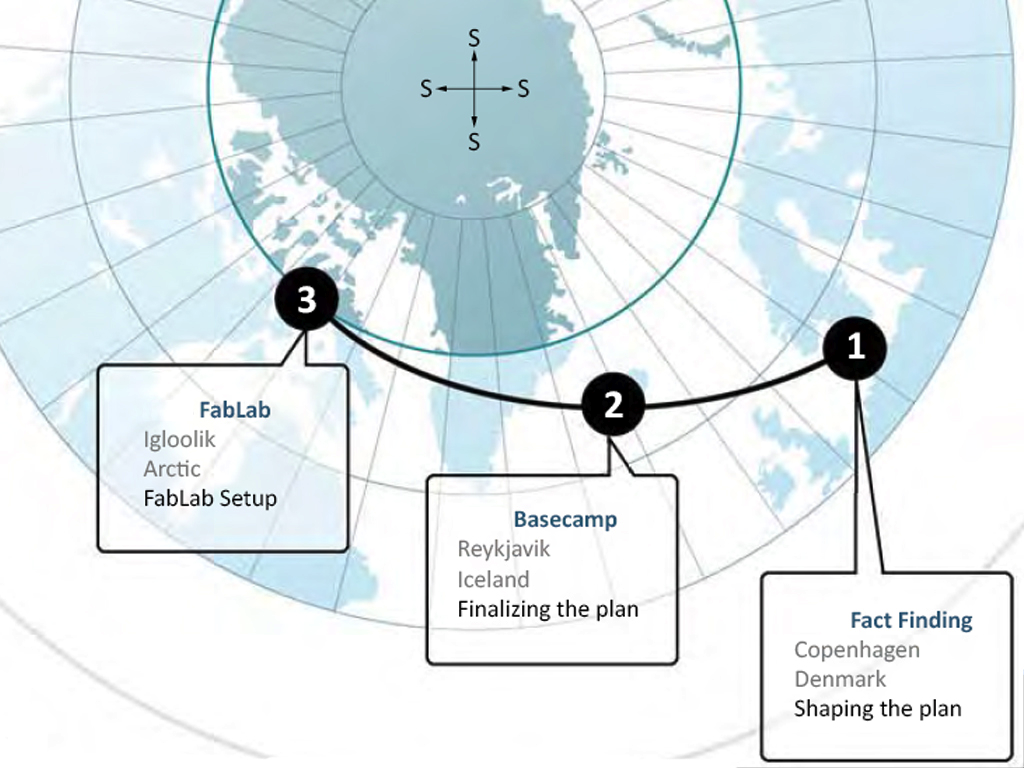 S
S S
S
3
1
2
FabLab
Igloolik
Arctic
FabLab Setup
Basecamp
Reykjavik
Iceland
Finalizing the plan
Fact Finding
Copenhagen
Denmark
Shaping the plan